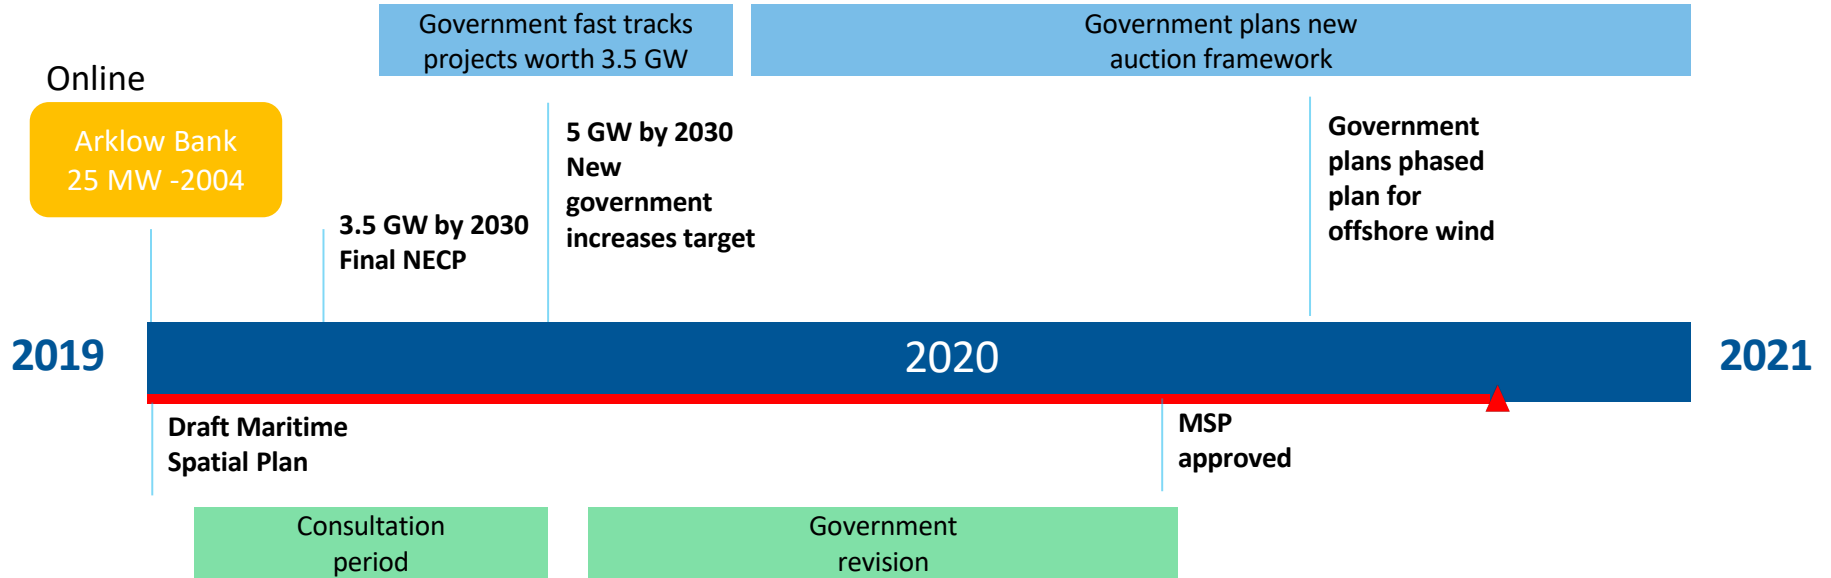 Government fast tracks
projects worth 3.5 GW
Government plans new
auction framework
Online
Arklow Bank
25 MW -2004
3.5 GW by 2030
Final NECP
5 GW by 2030
New
government
increases target
Government
plans phased
plan for
offshore wind
2019
2020
2021
Draft Maritime
Spatial Plan
MSP
approved
Consultation
period
Government
revision